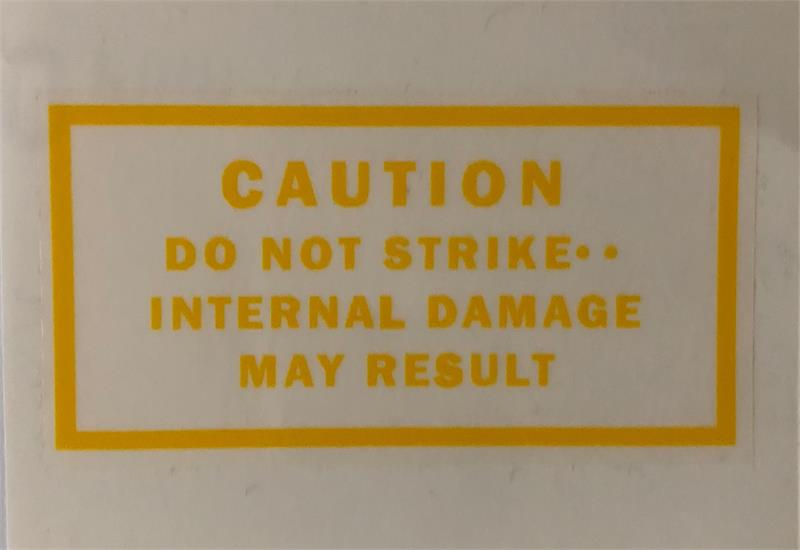 CAUTION
DO NOT STRIKE••
INTERNAL DAMAGE
MAY RESULT